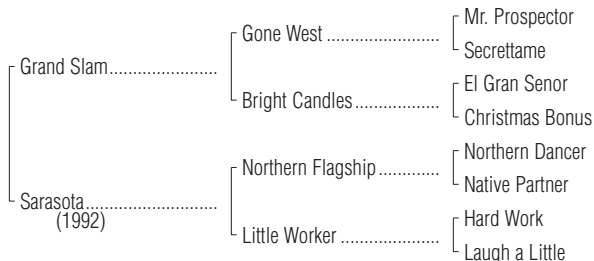 Mr. Prospector
Gone West ....................
Secrettame
Grand Slam......................
El Gran Senor
Bright Candles................
Christmas Bonus
Northern Dancer
Northern Flagship ............
Native Partner
Sarasota..........................
(1992)
Hard Work
Little Worker ..................
Laugh a Little